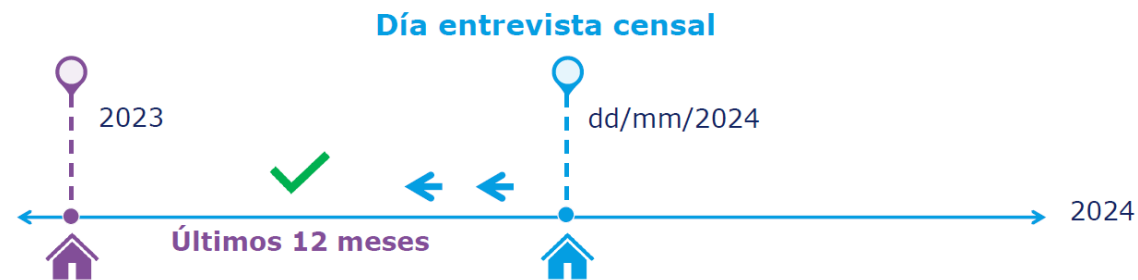 Día entrevista censal
2023
dd/mm/2024
2024
Últimos 12 meses